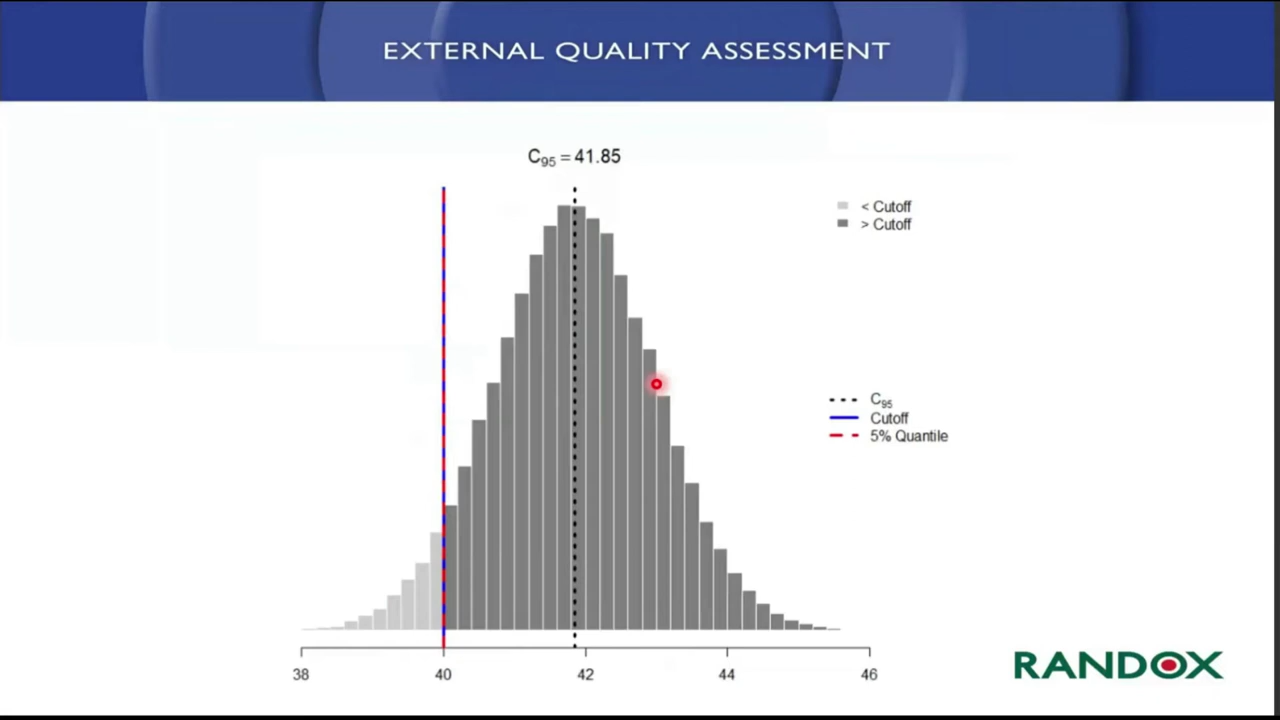 EXTERNAL QUALITY ASSESSMENT
C₉₅ = 41.85
< Cutoff
> Cutoff
C₉₅
Cutoff
5% Quantile
38 40 42 44 46
RANDOX